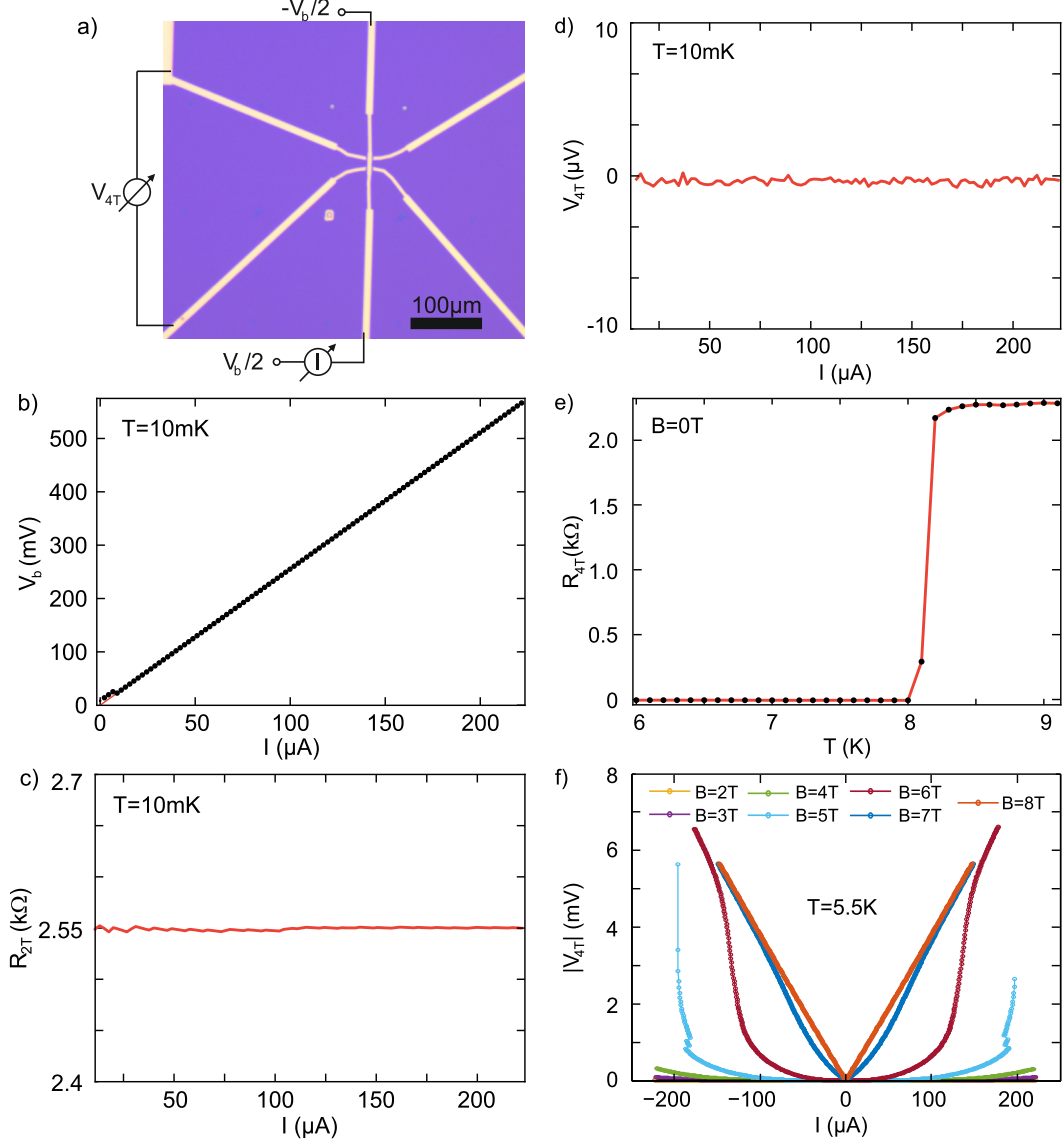 a)
-V_b/2
V_4T
100µm
V_b/2
I
b)
T=10mK
500
400
300
200
100
0
V_b (mV)
0
50
100
150
200
I (µA)
c)
T=10mK
2.7
2.55
2.4
R_2T (kΩ)
50
100
150
200
I (µA)
d)
T=10mK
10
0
-10
V_4T (µV)
50
100
150
200
I (µA)
e)
B=0T
2.0
1.5
1.0
0.5
0
R_4T(kΩ)
6
7
8
9
T (K)
f)
8
6
4
2
0
|V_4T| (mV)
B=2T B=4T B=6T B=8T
B=3T B=5T B=7T
T=5.5K
−200
−100
0
100
200
I (µA)